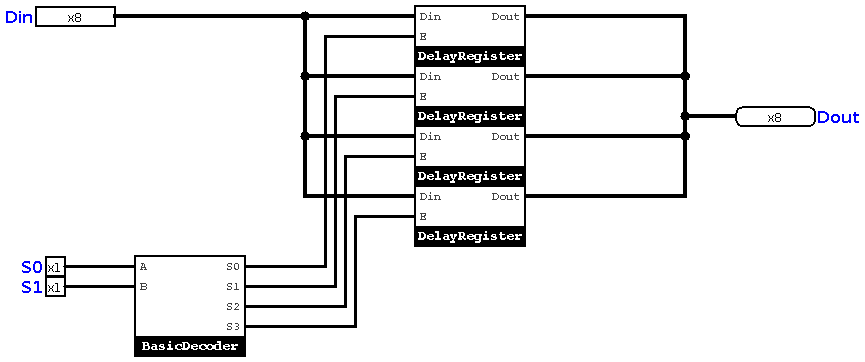 Din x8 Din Dout
E
DelayRegister
Din Dout
E
DelayRegister
x8 Dout
Din Dout
E
DelayRegister
Din Dout
E
DelayRegister
S0 x1 A S0
S1 x1 B S1
S2
S3
BasicDecoder